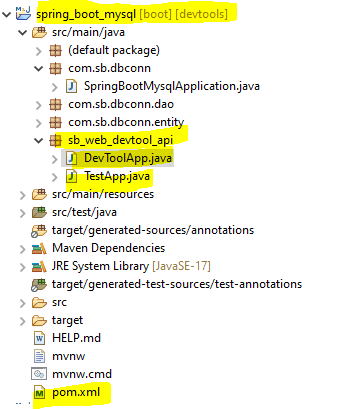 spring_boot_mysql [boot] [devtools]
src/main/java
(default package)
com.sb.dbconn
SpringBootMysqlApplication.java
com.sb.dbconn.dao
com.sb.dbconn.entity
sb_web_devtool_api
DevToolApp.java
TestApp.java
src/main/resources
src/test/java
target/generated-sources/annotations
Maven Dependencies
JRE System Library [JavaSE-17]
target/generated-test-sources/test-annotations
src
target
HELP.md
mvnw
mvnw.cmd
pom.xml